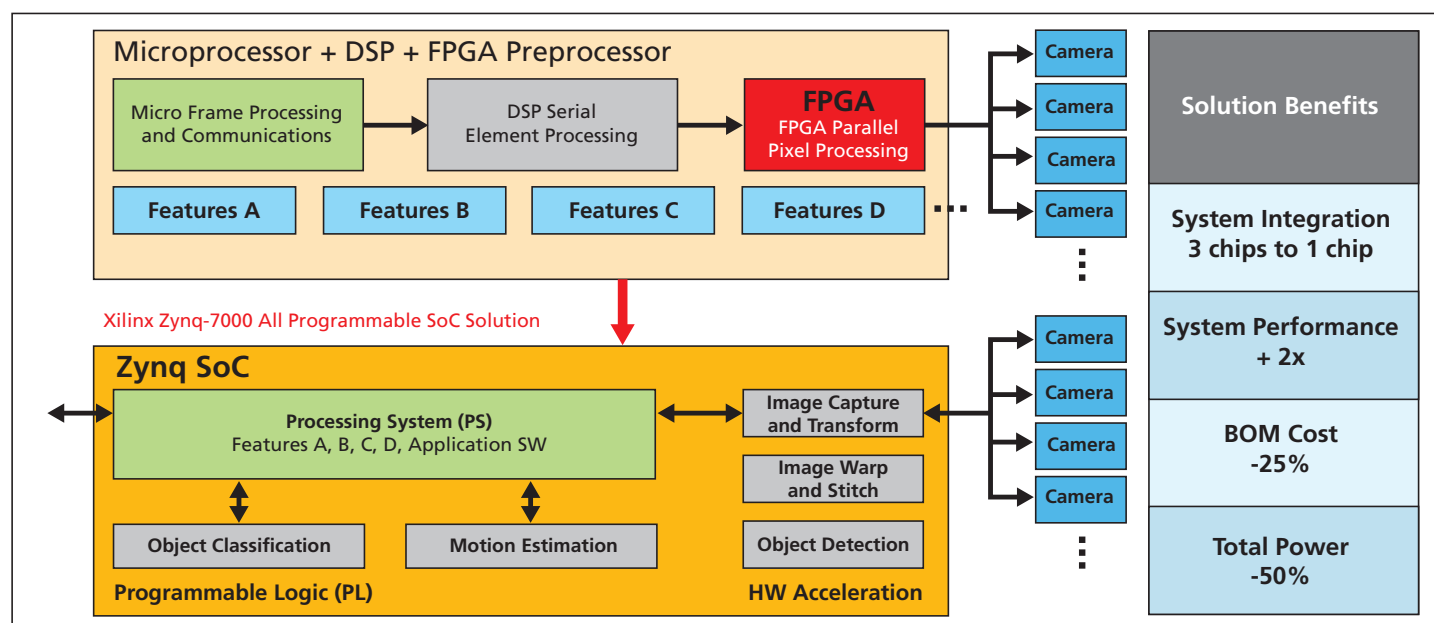 Microprocessor + DSP + FPGA Preprocessor
Micro Frame Processing
and Communications
DSP Serial
Element Processing
FPGA
FPGA Parallel
Pixel Processing
Features A
Features B
Features C
Features D
Camera
Camera
Camera
Camera
Xilinx Zynq-7000 All Programmable SoC Solution
Zynq SoC
Processing System (PS)
Features A, B, C, D, Application SW
Image Capture
and Transform
Image Warp
and Stitch
Object Classification
Motion Estimation
Object Detection
Programmable Logic (PL)
HW Acceleration
Camera
Camera
Camera
Camera
Solution Benefits
System Integration
3 chips to 1 chip
System Performance
+ 2x
BOM Cost
-25%
Total Power
-50%